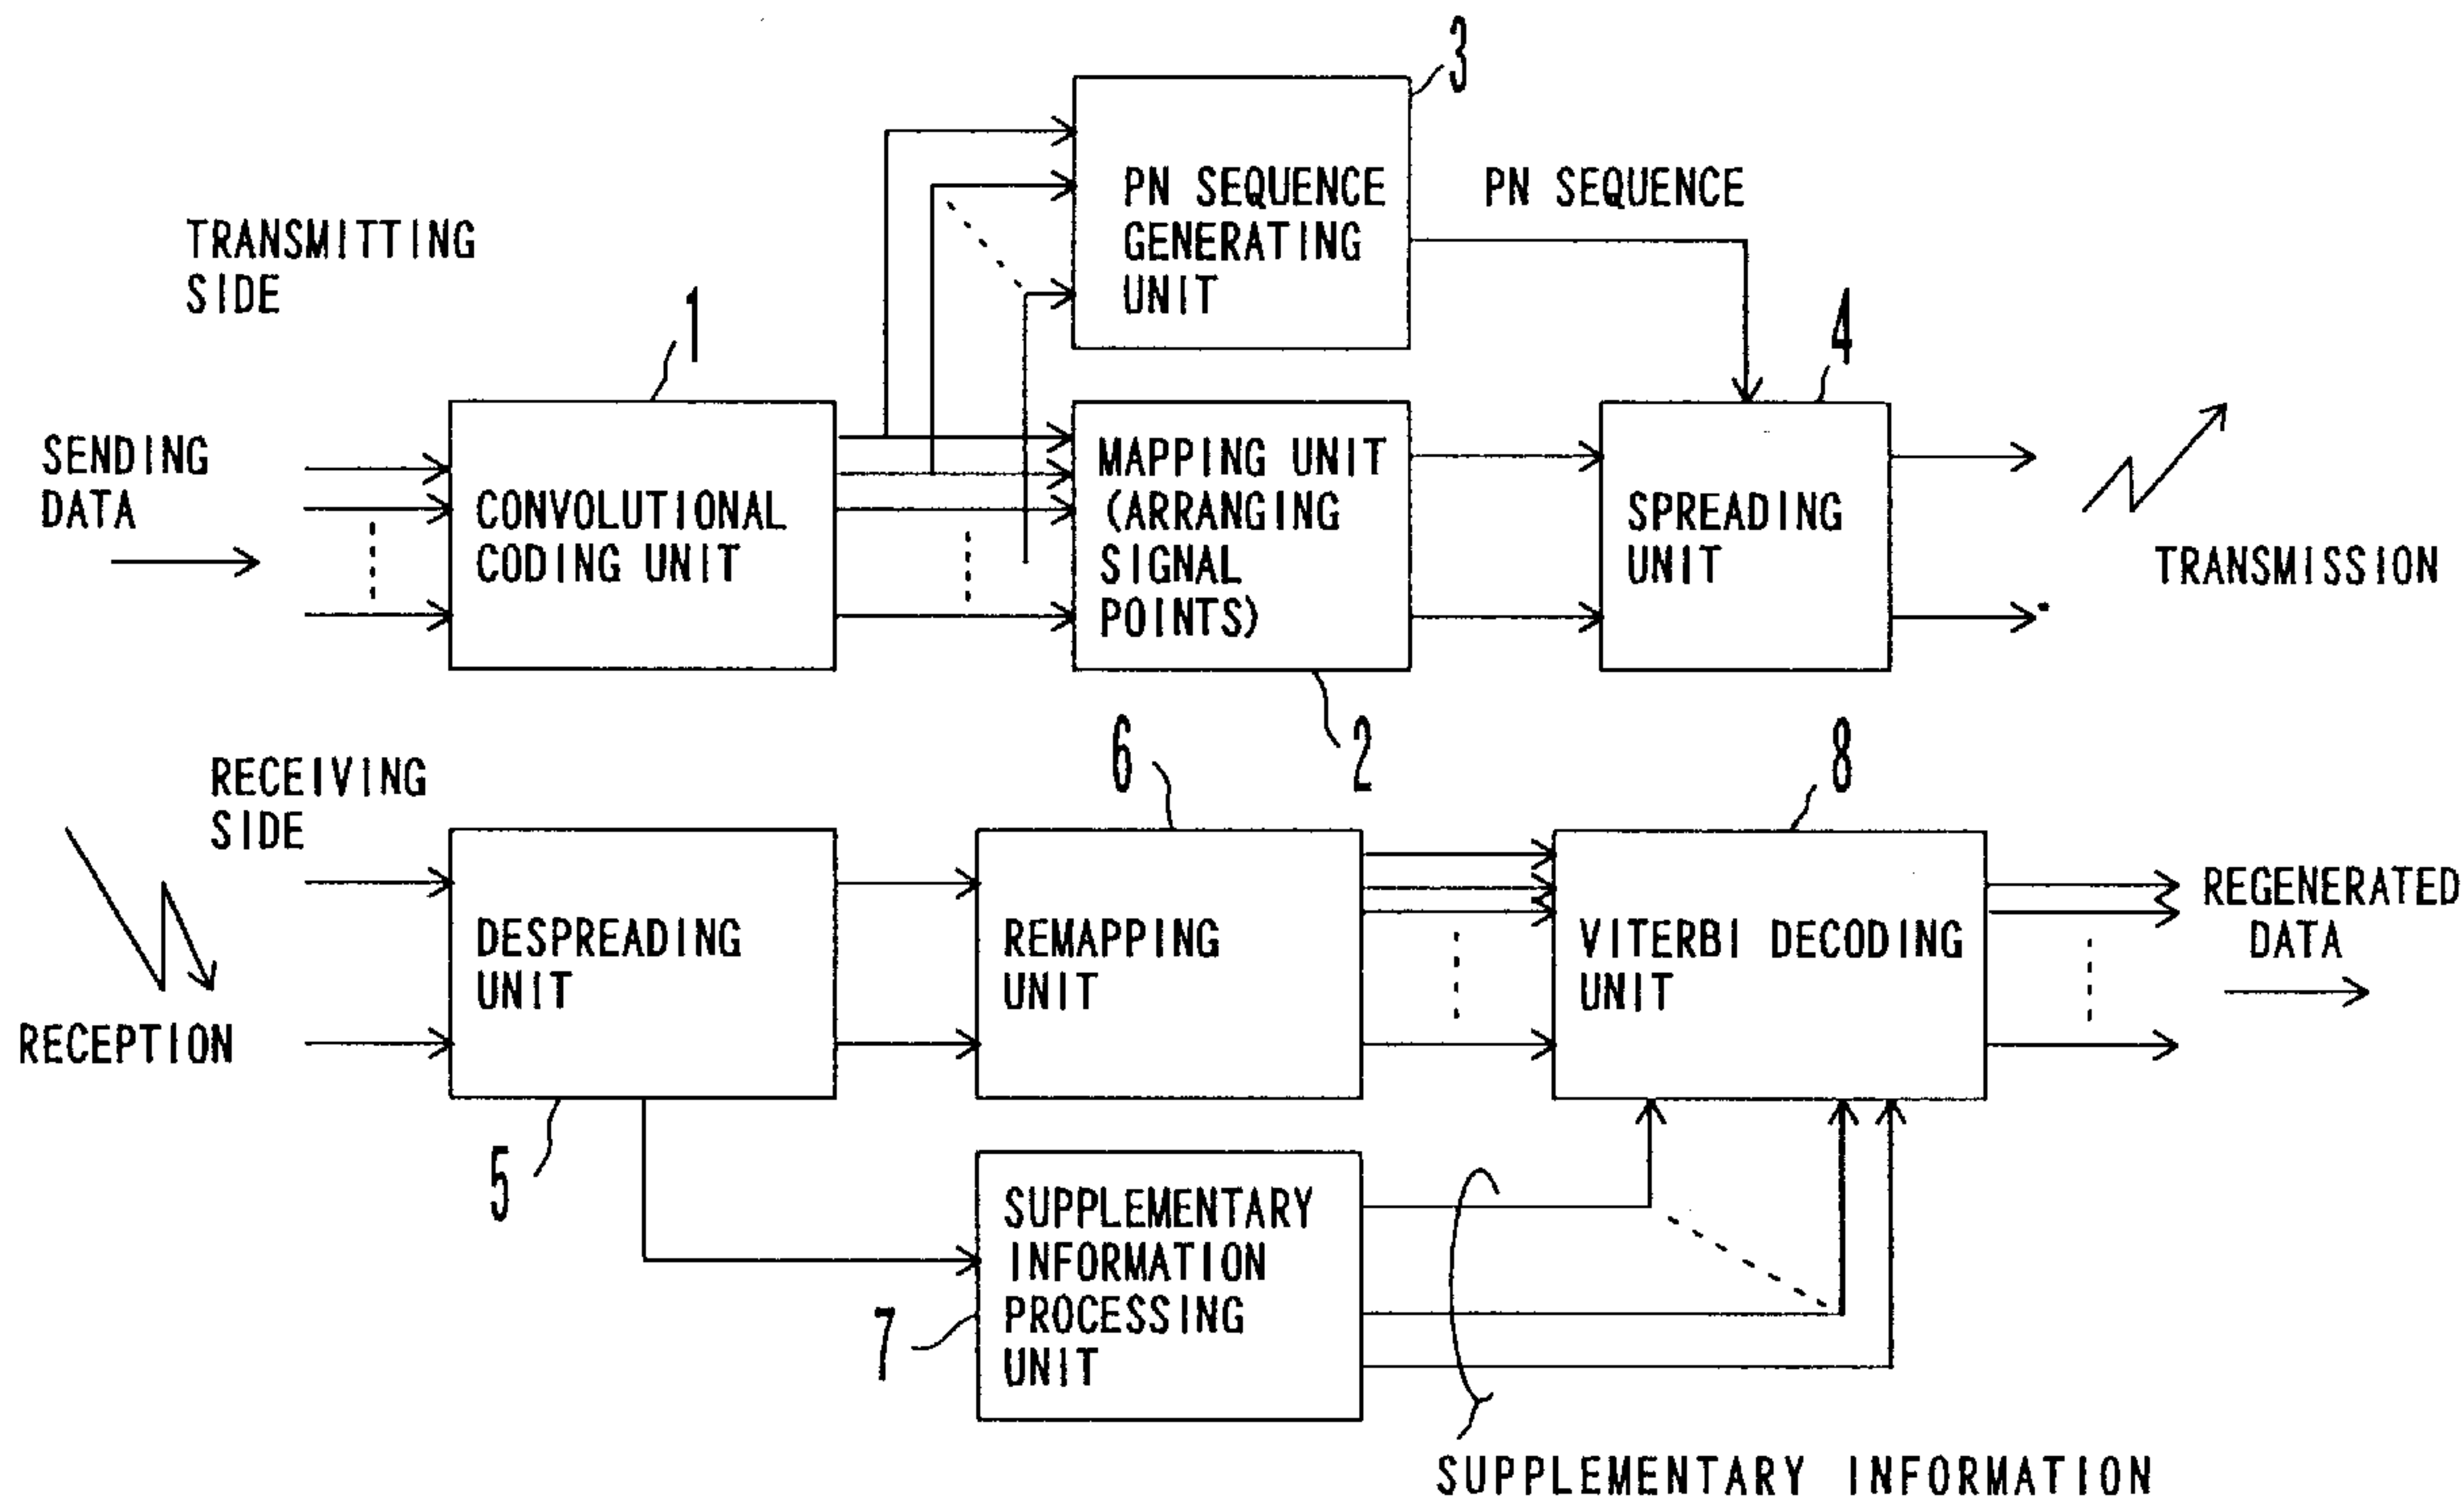 3
PN SEQUENCE
GENERATING
UNIT
PN SEQUENCE
TRANSMITTING
SIDE
1
4
SENDING
DATA
CONVOLUTIONAL
CODING UNIT
MAPPING UNIT
(ARRANGING
SIGNAL
POINTS)
SPREADING
UNIT
TRANSMISSION
2
RECEIVING
SIDE
6
8
DESPREADING
UNIT
REMAPPING
UNIT
VITERBI DECODING
UNIT
REGENERATED
DATA
RECEPTION
5
SUPPLEMENTARY
INFORMATION
PROCESSING
UNIT
7
SUPPLEMENTARY INFORMATION